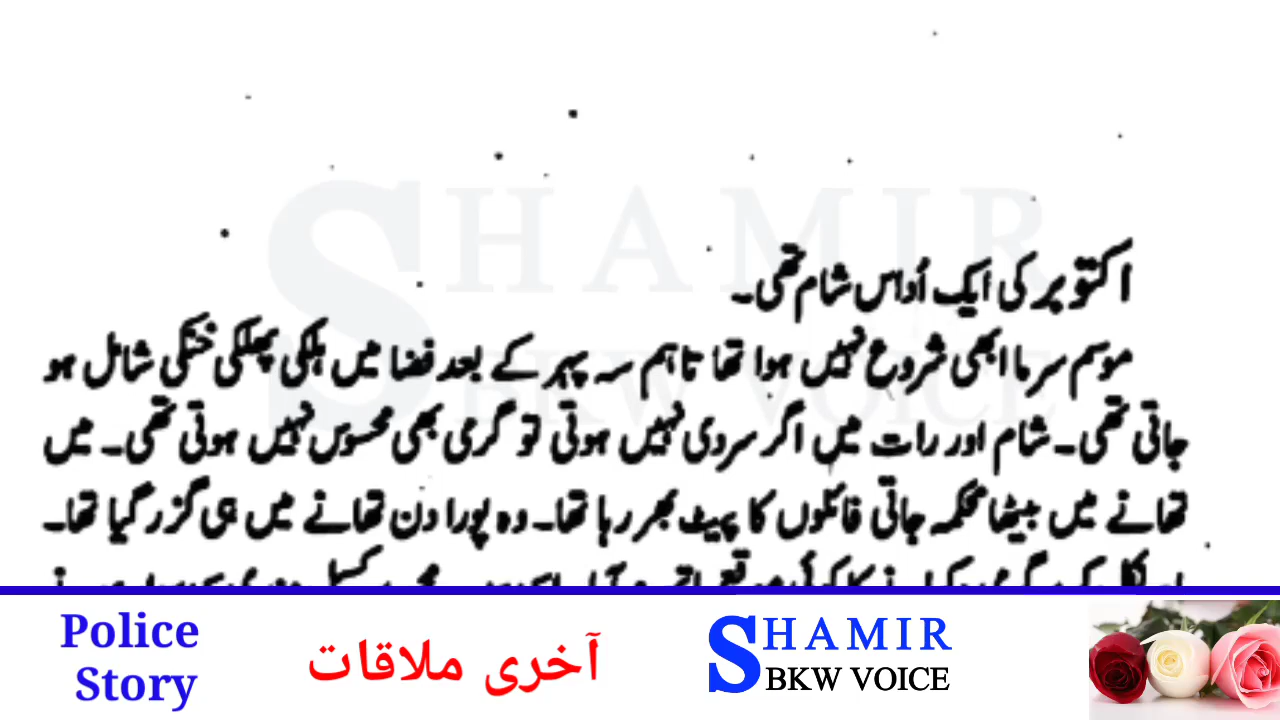 اکتوبر کی ایک اُداس شام تھی۔
موسم سرما ابھی شروع نہیں ہوا تھا تاہم سہ پہر کے بعد فضا میں ہلکی پھلکی خنکی شامل ہو
جاتی تھی۔ شام اور رات میں اگر سردی نہیں ہوتی تو گرمی بھی محسوس نہیں ہوتی تھی۔ میں
تھانے میں بیٹھا محکمہ جاتی فائلوں کا پیٹ بھر رہا تھا۔ وہ پورا دن تھانے میں ہی گزر گیا تھا۔
SHAMIR
BKW VOICE
Police
Story
آخری ملاقات
SHAMIR
BKW VOICE